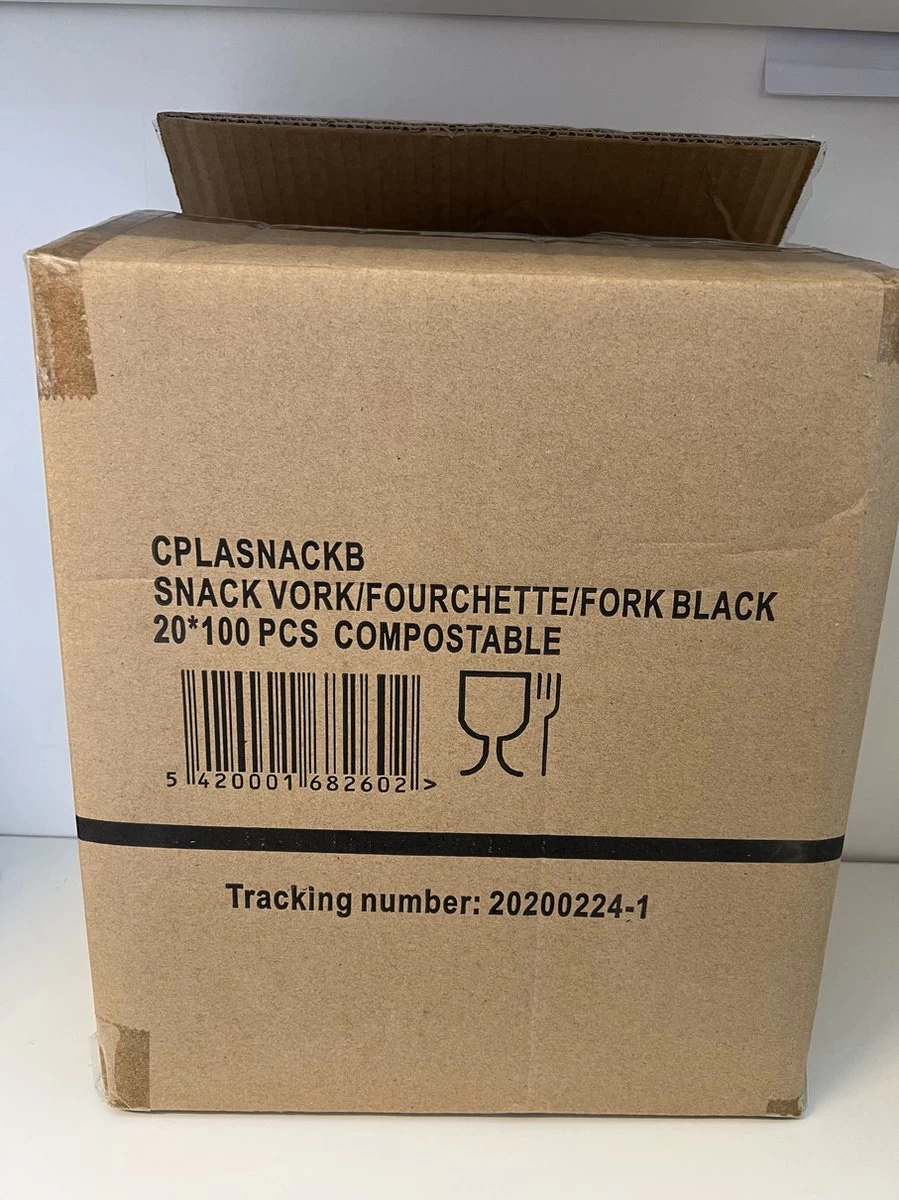 CPLASNACKB
SNACK VORK/FOURCHETTE/FORK BLACK
20*100 PCS COMPOSTABLE
5 420001 682602 >
Tracking number: 20200224-1